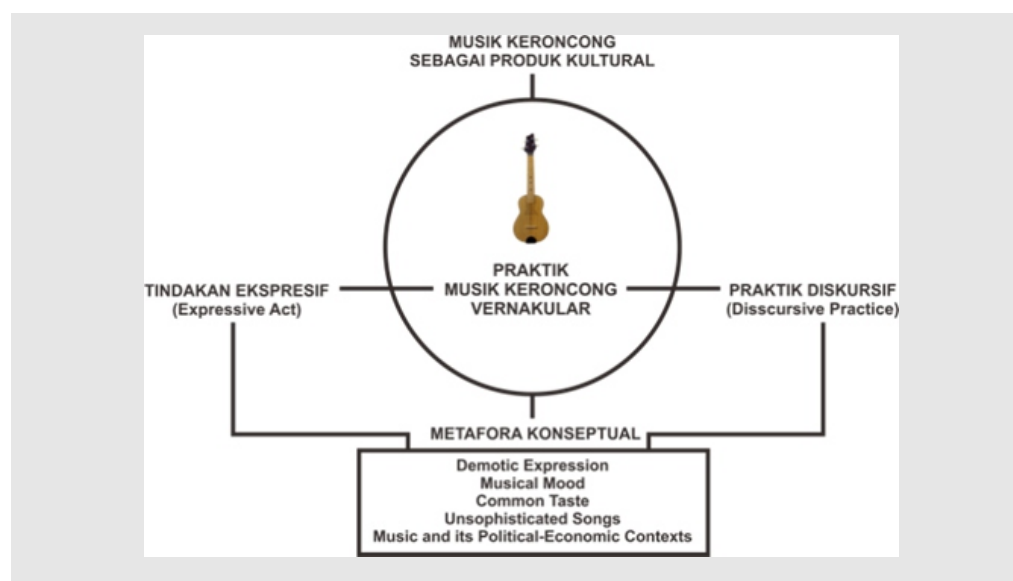 MUSIK KERONCONG
SEBAGAI PRODUK KULTURAL
PRAKTIK
MUSIK KERONCONG
VERNAKULAR
TINDAKAN EKSPRESIF
(Expressive Act)
PRAKTIK DISKURSIF
(Disscursive Practice)
METAFORA KONSEPTUAL
Demotic Expression
Musical Mood
Common Taste
Unsophisticated Songs
Music and its Political-Economic Contexts